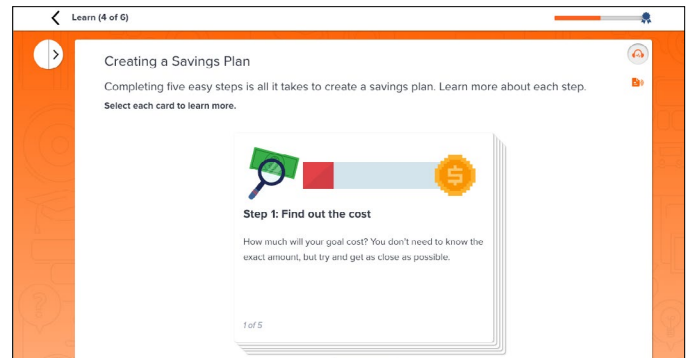 Learn (4 of 6)
Creating a Savings Plan
Completing five easy steps is all it takes to create a savings plan. Learn more about each step.
Select each card to learn more.
Step 1: Find out the cost
How much will your goal cost? You don't need to know the
exact amount, but try and get as close as possible.
1 of 5